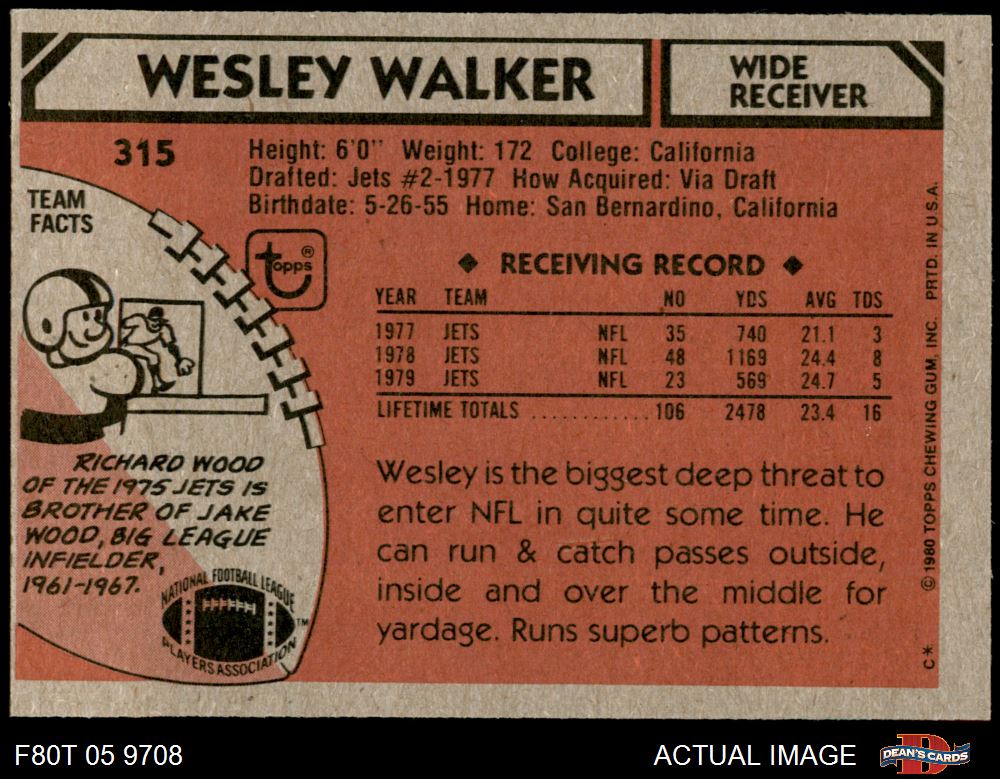 WESLEY WALKER
WIDE
RECEIVER
315
Height: 6'0" Weight: 172 College: California
Drafted: Jets #2-1977 How Acquired: Via Draft
Birthdate: 5-26-55 Home: San Bernardino, California
TEAM
FACTS
topps ®
◆ RECEIVING RECORD ◆
YEAR TEAM NO YDS AVG TDS
1977 JETS NFL 35 740 21.1 3
1978 JETS NFL 48 1169 24.4 8
1979 JETS NFL 23 569 24.7 5
LIFETIME TOTALS .......... 106 2478 23.4 16
RICHARD WOOD
OF THE 1975 JETS IS
BROTHER OF JAKE
WOOD, BIG LEAGUE
INFIELDER,
1961-1967.
NATIONAL FOOTBALL LEAGUE
PLAYERS ASSOCIATION
TM
Wesley is the biggest deep threat to
enter NFL in quite some time. He
can run & catch passes outside,
inside and over the middle for
yardage. Runs superb patterns.
© 1980 TOPPS CHEWING GUM, INC. PRTD. IN U.S.A.
C*
F80T 05 9708
ACTUAL IMAGE
DEAN'S CARDS